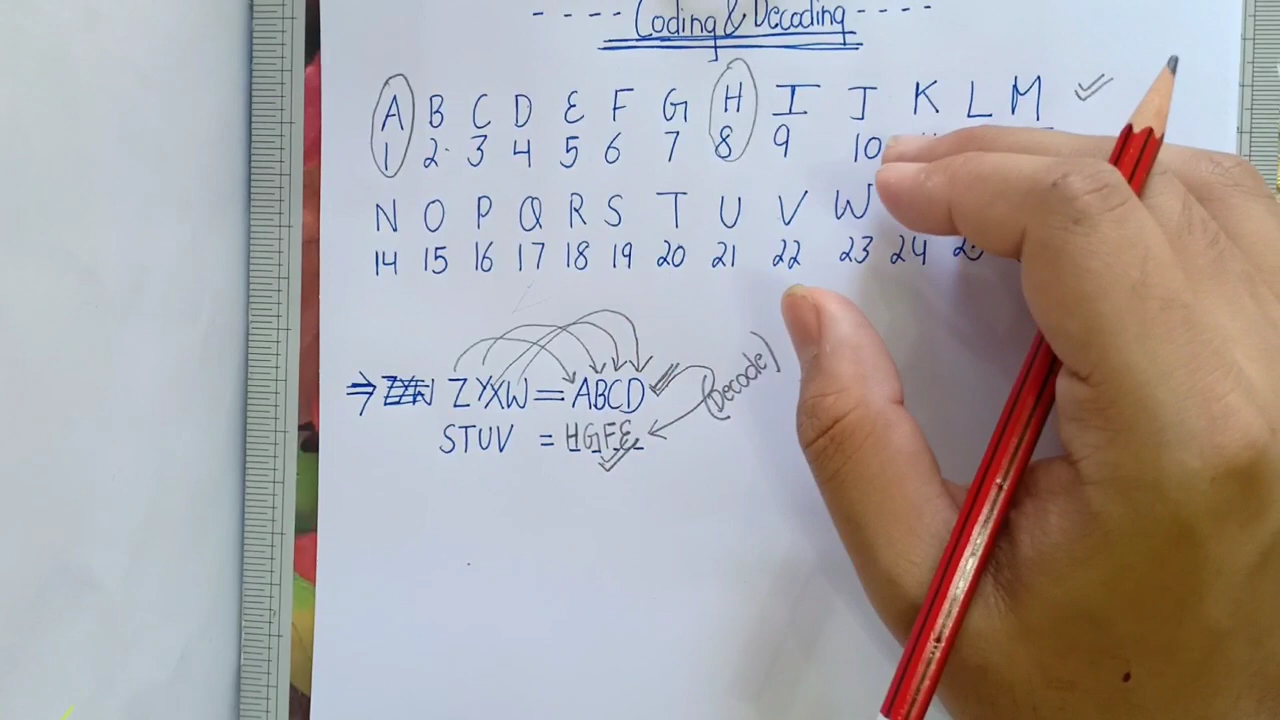 ---- Coding & Decoding ----
A B C D E F G H I J K L M
1 2 3 4 5 6 7 8 9 10
N O P Q R S T U V W
14 15 16 17 18 19 20 21 22 23 24
⇒ ZYXW = ABCD
(Decode)
STUV = HGFE